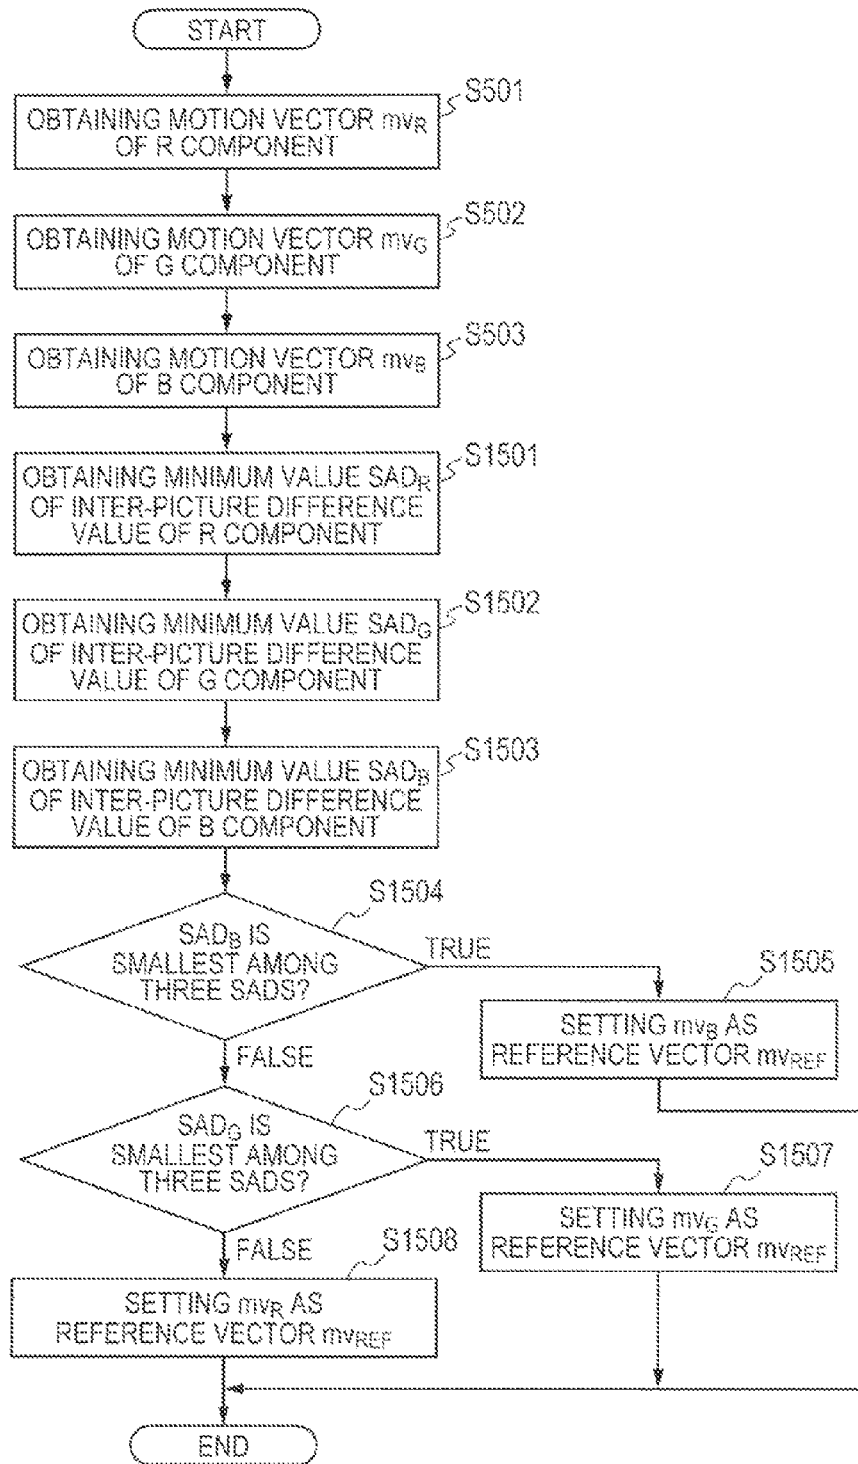 START
S501
OBTAINING MOTION VECTOR mvR
OF R COMPONENT
S502
OBTAINING MOTION VECTOR mvG
OF G COMPONENT
S503
OBTAINING MOTION VECTOR mvB
OF B COMPONENT
S1501
OBTAINING MINIMUM VALUE SADR
OF INTER-PICTURE DIFFERENCE
VALUE OF R COMPONENT
S1502
OBTAINING MINIMUM VALUE SADG
OF INTER-PICTURE DIFFERENCE
VALUE OF G COMPONENT
S1503
OBTAINING MINIMUM VALUE SADB
OF INTER-PICTURE DIFFERENCE
VALUE OF B COMPONENT
S1504
SADB IS
SMALLEST AMONG
THREE SADS?
TRUE
S1505
SETTING mvB AS
REFERENCE VECTOR mvREF
FALSE
S1506
SADG IS
SMALLEST AMONG
THREE SADS?
TRUE
S1507
SETTING mvG AS
REFERENCE VECTOR mvREF
FALSE
S1508
SETTING mvR AS
REFERENCE VECTOR mvREF
END